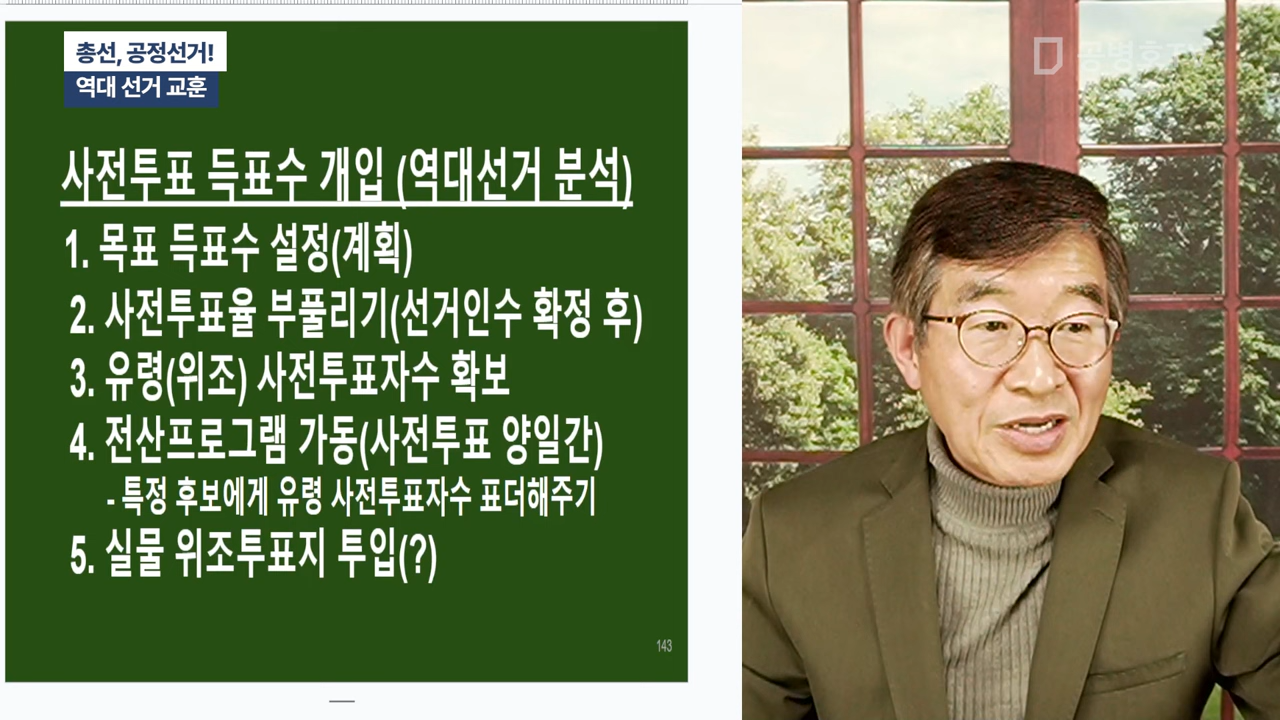 총선, 공정선거!
역대 선거 교훈
사전투표 득표수 개입 (역대선거 분석)
1. 목표 득표수 설정(계획)
2. 사전투표율 부풀리기(선거인수 확정 후)
3. 유령(위조) 사전투표자수 확보
4. 전산프로그램 가동(사전투표 양일간)
- 특정 후보에게 유령 사전투표자수 표더해주기
5. 실물 위조투표지 투입(?)
143
공병호TV